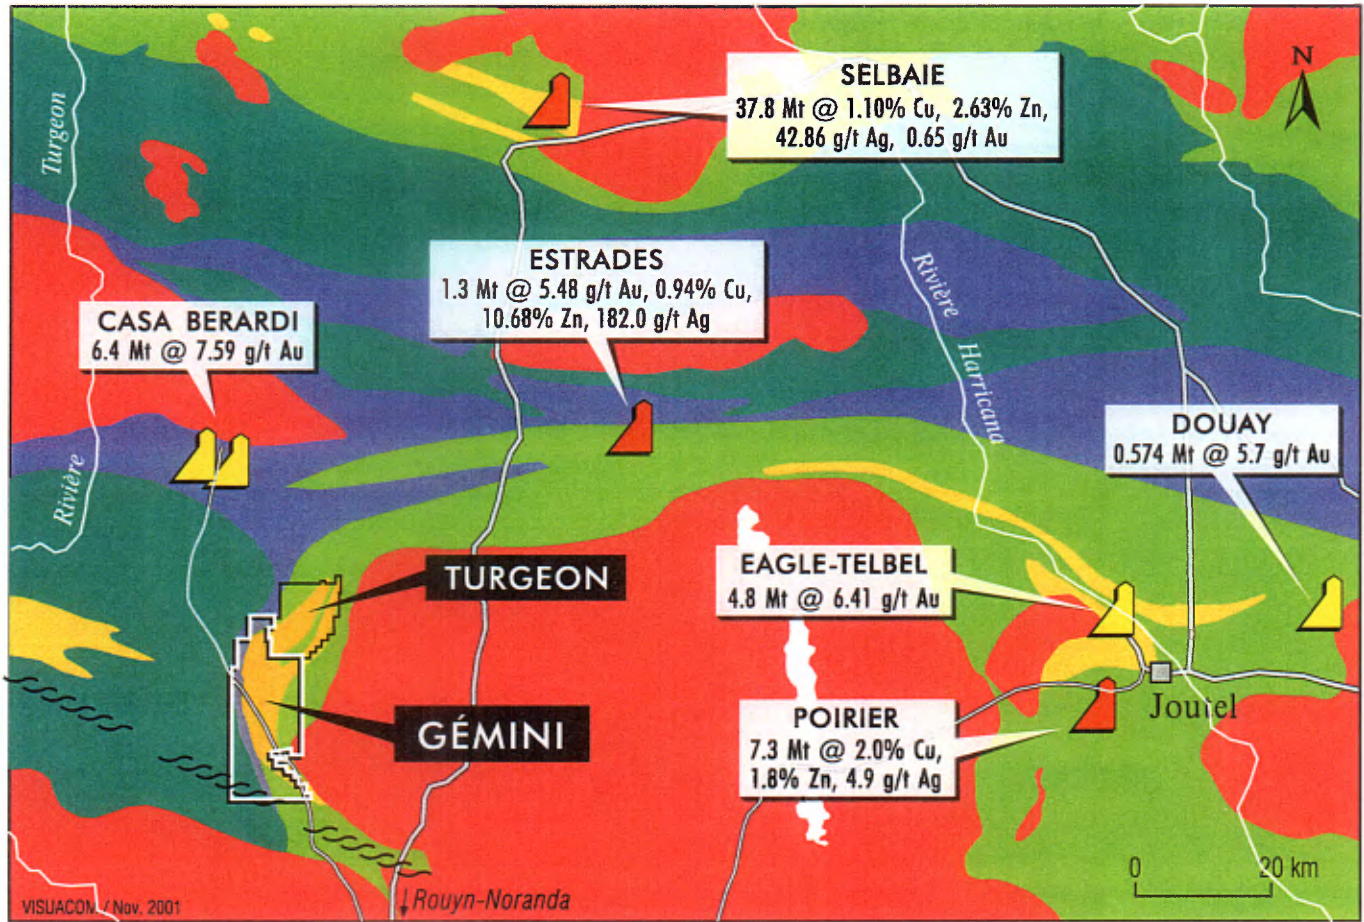 SELBAIE
37.8 Mt @ 1.10% Cu, 2.63% Zn,
42.86 g/t Ag, 0.65 g/t Au
N
Rivière Turgeon
ESTRADES
1.3 Mt @ 5.48 g/t Au, 0.94% Cu,
10.68% Zn, 182.0 g/t Ag
Rivière Harricana
CASA BERARDI
6.4 Mt @ 7.59 g/t Au
DOUAY
0.574 Mt @ 5.7 g/t Au
TURGEON
EAGLE-TELBEL
4.8 Mt @ 6.41 g/t Au
GÉMINI
POIRIER
7.3 Mt @ 2.0% Cu,
1.8% Zn, 4.9 g/t Ag
Joutel
0 20 km
↓Rouyn-Noranda
VISUACOM / Nov. 2001